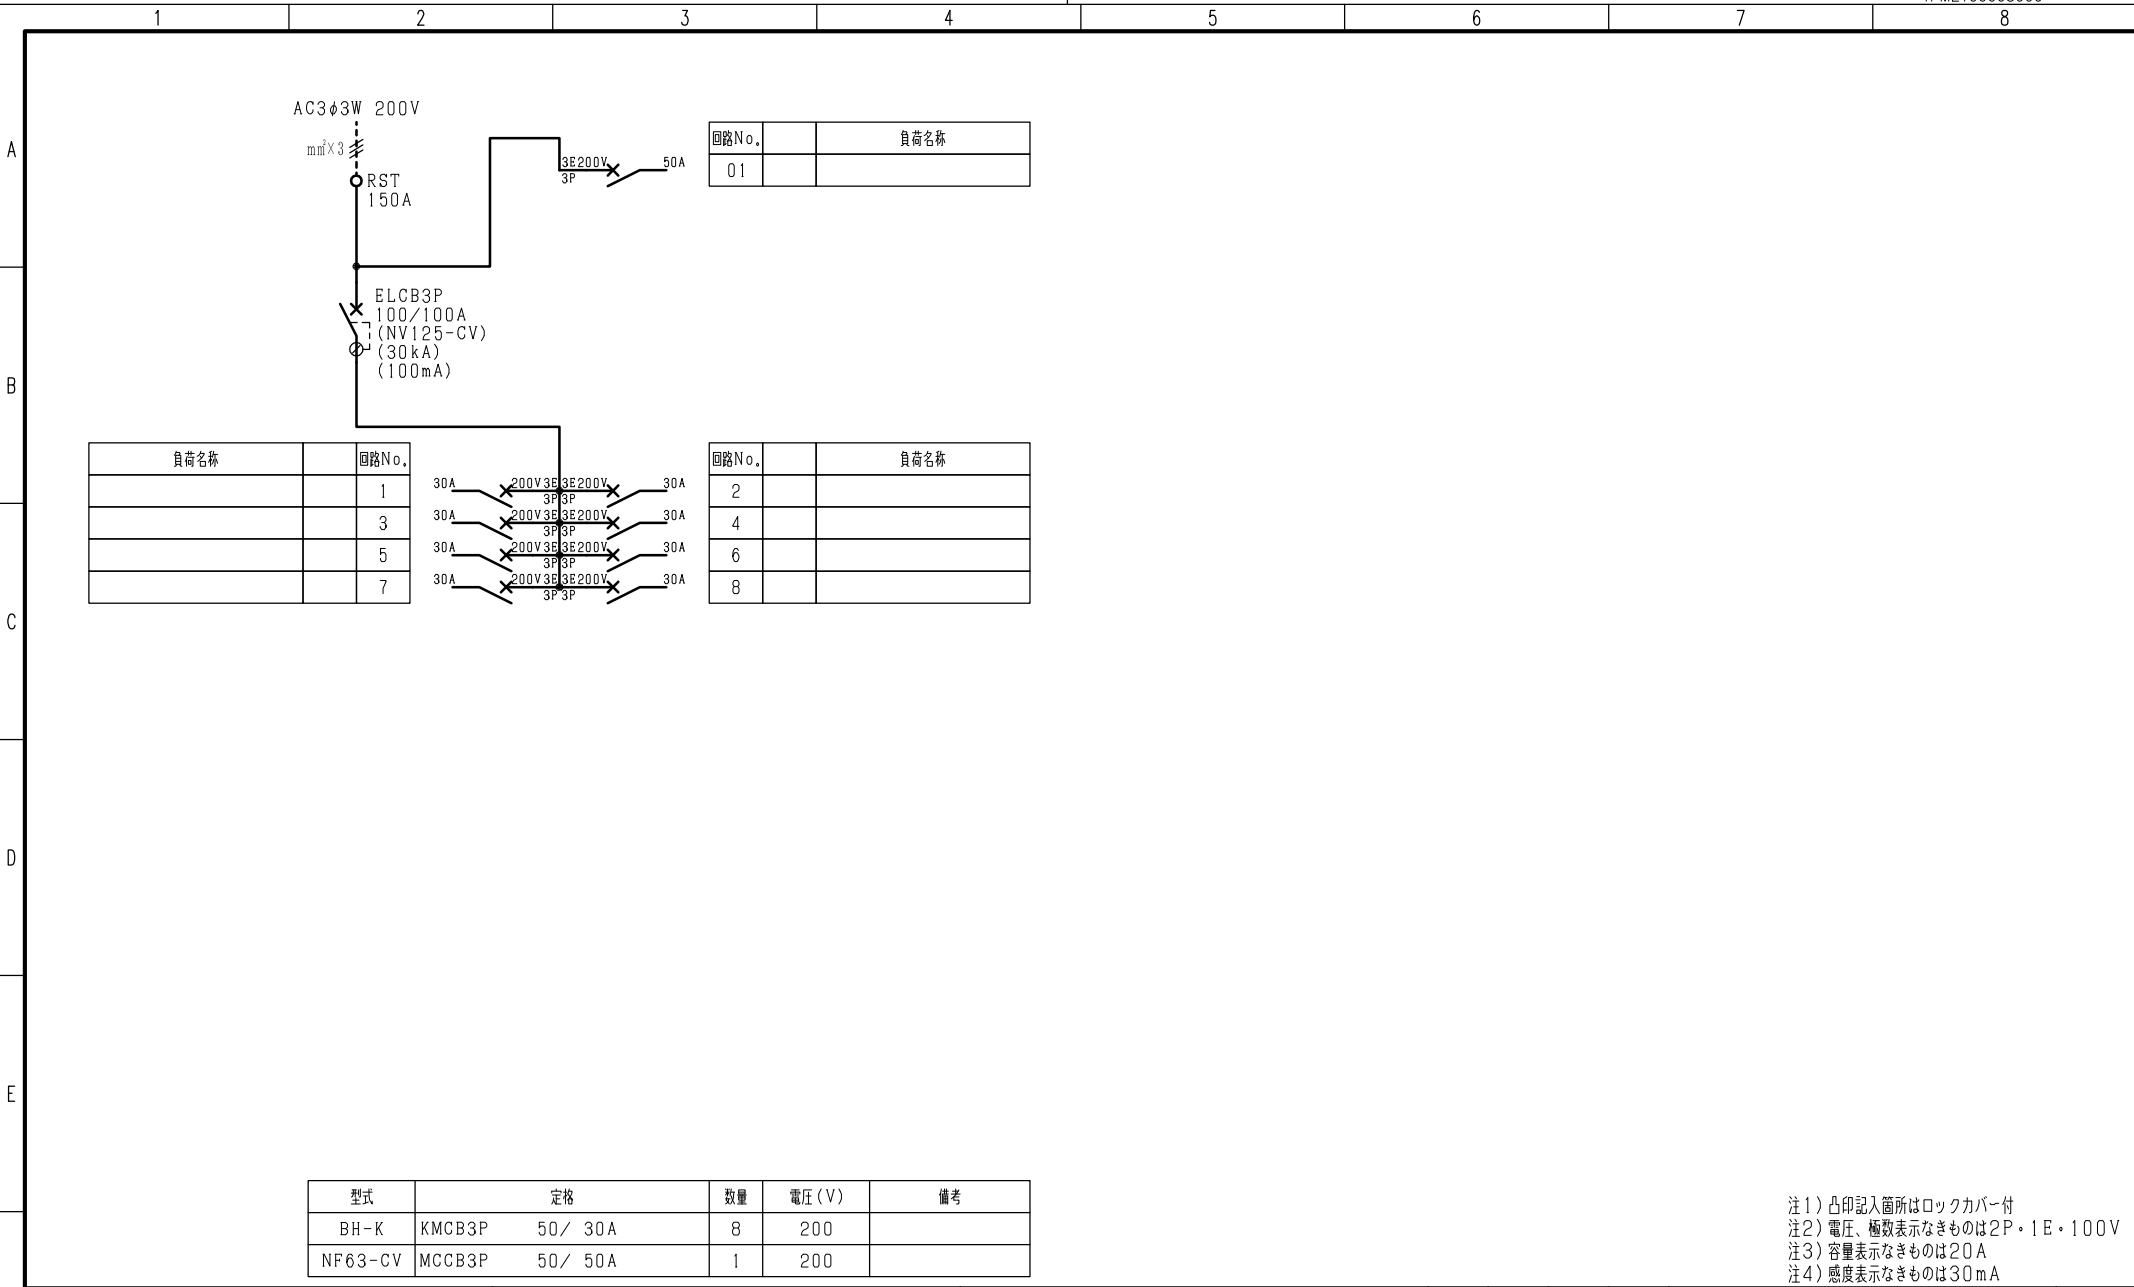 1 2 3 4 5 6 7 8
A
B
C
D
E
AC3φ3W 200V
mm²×3
RST
150A
3E200V 50A
3P
回路No. 負荷名称
01
ELCB3P
100/100A
(NV125-CV)
(30kA)
(100mA)
負荷名称 回路No.
1
3
5
7
30A 200V3E 3E200V 30A
3P 3P
30A 200V3E 3E200V 30A
3P 3P
30A 200V3E 3E200V 30A
3P 3P
30A 200V3E 3E200V 30A
3P 3P
回路No. 負荷名称
2
4
6
8
型式 定格 数量 電圧(V) 備考
BH-K KMCB3P 50/ 30A 8 200
NF63-CV MCCB3P 50/ 50A 1 200
注1)凸印記入箇所はロックカバー付
注2)電圧、極数表示なきものは2P・1E・100V
注3)容量表示なきものは20A
注4)感度表示なきものは30mA